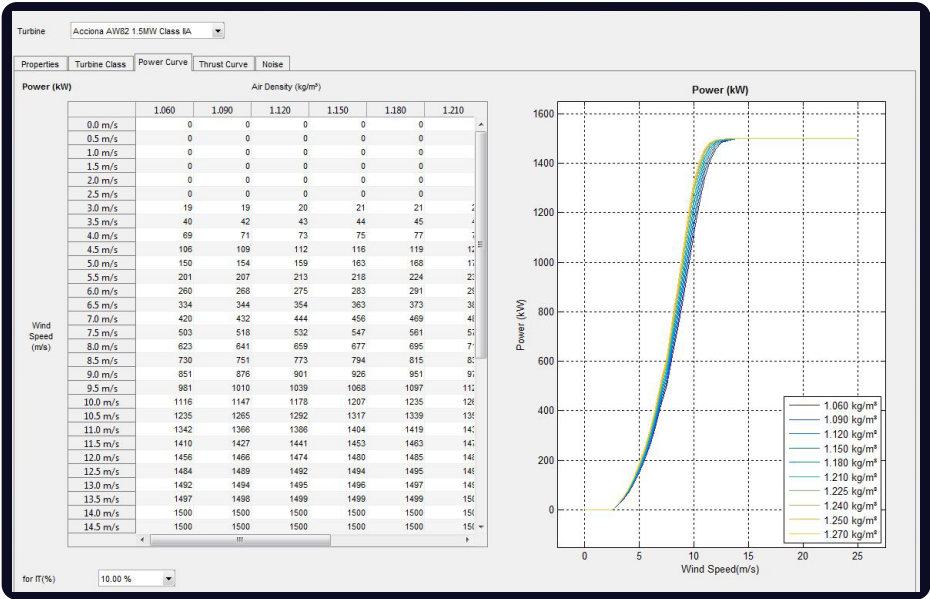 Turbine Acciona AW82 1.5MW Class IIA
Properties Turbine Class Power Curve Thrust Curve Noise
Power (kW) Air Density (kg/m³)
1.060 1.090 1.120 1.150 1.180 1.210
0.0 m/s 0 0 0 0 0
0.5 m/s 0 0 0 0 0
1.0 m/s 0 0 0 0 0
1.5 m/s 0 0 0 0 0
2.0 m/s 0 0 0 0 0
2.5 m/s 0 0 0 0 0
3.0 m/s 19 19 20 21 21
3.5 m/s 40 42 43 44 45
4.0 m/s 69 71 73 75 77
4.5 m/s 106 109 112 116 119
5.0 m/s 150 154 159 163 168
5.5 m/s 201 207 213 218 224
6.0 m/s 260 268 275 283 291
6.5 m/s 334 344 354 363 373
7.0 m/s 420 432 444 456 469
7.5 m/s 503 518 532 547 561
8.0 m/s 623 641 659 677 695
8.5 m/s 730 751 773 794 815
9.0 m/s 851 876 901 926 951
9.5 m/s 981 1010 1039 1068 1097
10.0 m/s 1116 1147 1178 1207 1235
10.5 m/s 1235 1265 1292 1317 1339
11.0 m/s 1342 1366 1386 1404 1419
11.5 m/s 1410 1427 1441 1453 1463
12.0 m/s 1456 1466 1474 1480 1485
12.5 m/s 1484 1489 1492 1494 1495
13.0 m/s 1492 1494 1495 1496 1497
13.5 m/s 1497 1498 1499 1499 1499
14.0 m/s 1500 1500 1500 1500 1500
14.5 m/s 1500 1500 1500 1500 1500
Wind
Speed
(m/s)
for IT(%) 10.00 %
Power (kW)
1600
1400
1200
1000
800
600
400
200
0
Power (kW)
0 5 10 15 20 25
Wind Speed(m/s)
1.060 kg/m³
1.090 kg/m³
1.120 kg/m³
1.150 kg/m³
1.180 kg/m³
1.210 kg/m³
1.225 kg/m³
1.240 kg/m³
1.250 kg/m³
1.270 kg/m³